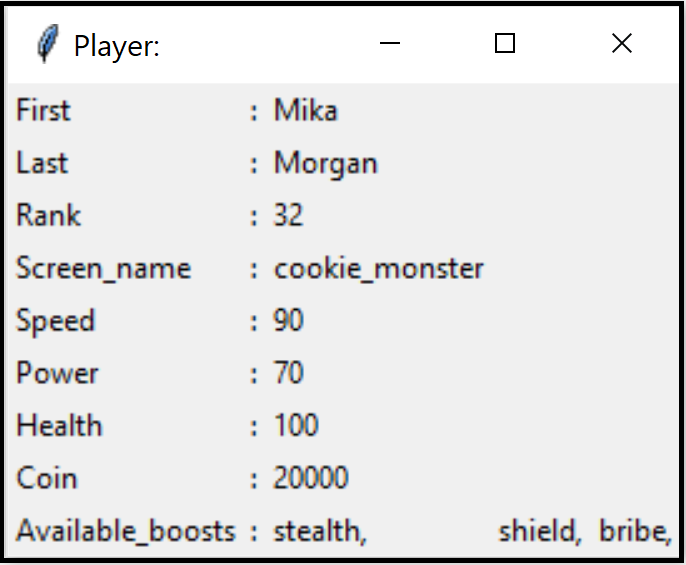 Player:
First : Mika
Last : Morgan
Rank : 32
Screen_name : cookie_monster
Speed : 90
Power : 70
Health : 100
Coin : 20000
Available_boosts : stealth, shield, bribe,